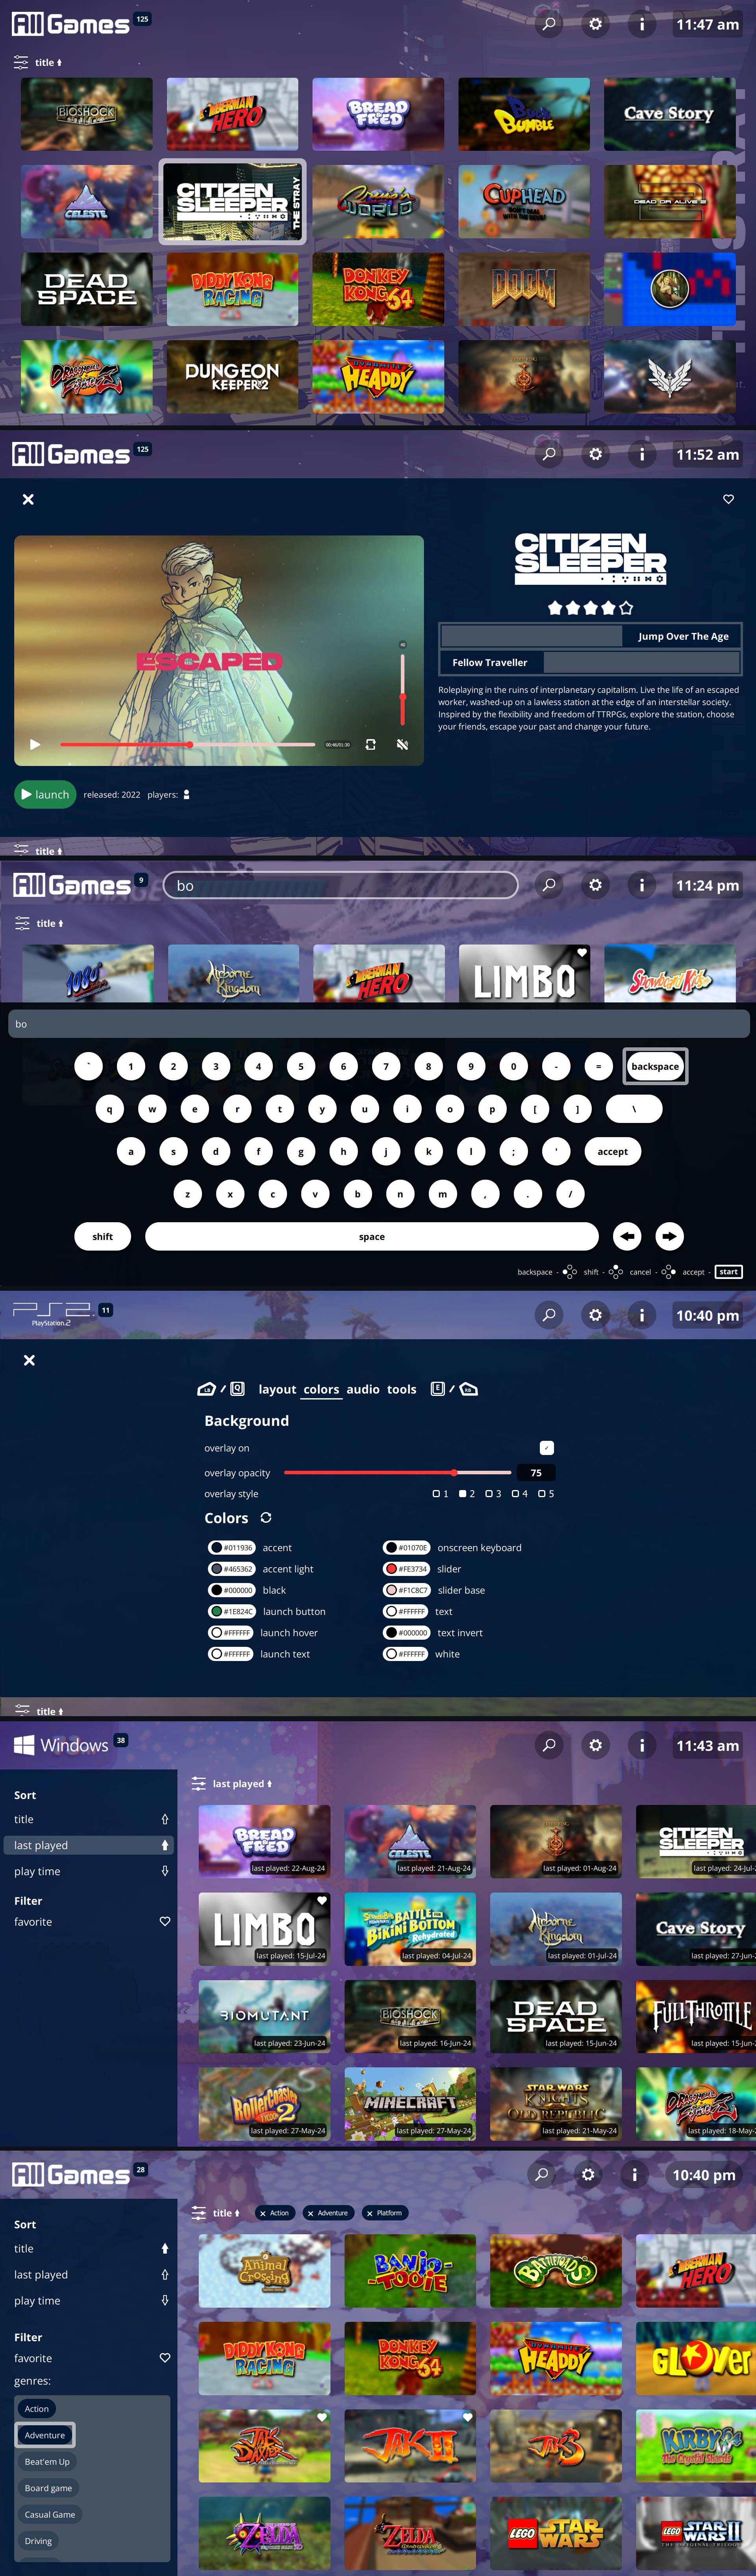 All Games 125
11:47 am
title
BIOSHOCK
BOMBERMAN HERO
BREAD & FRED
BUCK BUMBLE
Cave Story
CELESTE
CITIZEN SLEEPER
THE STRAY
Cruis'n WORLD
CUPHEAD
DEAD OR ALIVE 2
DEAD SPACE
DIDDY KONG RACING
DONKEY KONG 64
DOOM
DUNGEON KEEPER 2
DYNAMITE HEADDY
All Games 125
11:52 am
CITIZEN SLEEPER
ESCAPED
Jump Over The Age
Fellow Traveller
Roleplaying in the ruins of interplanetary capitalism. Live the life of an escaped
worker, washed-up on a lawless station at the edge of an interstellar society.
Inspired by the flexibility and freedom of TTRPGs, explore the station, choose
your friends, escape your past and change your future.
40
00:46/01:30
launch
released: 2022
players:
title
All Games 9
bo
11:24 pm
title
1080°
Airborne Kingdom
BOMBERMAN HERO
LIMBO
Snowboard Kids
bo
` 1 2 3 4 5 6 7 8 9 0 - = backspace
q w e r t y u i o p [ ] \
a s d f g h j k l ; ' accept
z x c v b n m , . /
shift space
backspace - shift - cancel - accept - start
PS2 11
PlayStation.2
10:40 pm
LB / Q layout colors audio tools E / RB
Background
overlay on
overlay opacity 75
overlay style 1 2 3 4 5
Colors
#011936 accent
#01070E onscreen keyboard
#465362 accent light
#FE3734 slider
#000000 black
#F1C8C7 slider base
#1E824C launch button
#FFFFFF text
#FFFFFF launch hover
#000000 text invert
#FFFFFF launch text
#FFFFFF white
title
Windows 38
11:43 am
Sort
title
last played
play time
Filter
favorite
last played
BREAD & FRED
last played: 22-Aug-24
CELESTE
last played: 21-Aug-24
last played: 01-Aug-24
CITIZEN SLEEPER
last played: 24-Jul-2
LIMBO
last played: 15-Jul-24
SpongeBob BATTLE for BIKINI BOTTOM Rehydrated
last played: 04-Jul-24
Airborne Kingdom
last played: 01-Jul-24
Cave Story
last played: 27-Jun-2
BIOMUTANT
last played: 23-Jun-24
BIOSHOCK
last played: 16-Jun-24
DEAD SPACE
last played: 15-Jun-24
FULL THROTTLE
last played: 15-Jun-2
RollerCoaster Tycoon 2
last played: 27-May-24
MINECRAFT
last played: 27-May-24
STAR WARS KNIGHTS OF THE OLD REPUBLIC
last played: 21-May-24
last played: 18-May-2
All Games 28
10:40 pm
Sort
title
last played
play time
Filter
favorite
genres:
Action
Adventure
Beat'em Up
Board game
Casual Game
Driving
title
Action
Adventure
Platform
Animal Crossing
BANJO-TOOIE
BATTLETOADS
BOMBERMAN HERO
DIDDY KONG RACING
DONKEY KONG 64
DYNAMITE HEADDY
GLOVER
JAK AND DAXTER
JAK II
JAK 3
KIRBY 64 The Crystal Shards
ZELDA
ZELDA
LEGO STAR WARS
LEGO STAR WARS II
THE ORIGINAL TRILOGY